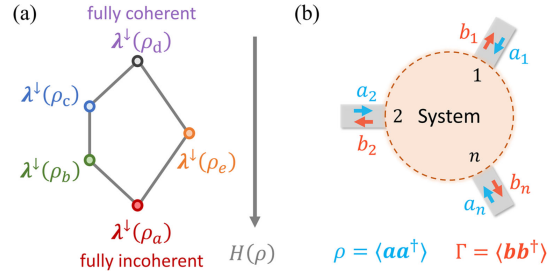 (a)
fully coherent
λ↓(ρd)
λ↓(ρc)
λ↓(ρe)
λ↓(ρb)
λ↓(ρa)
fully incoherent
H(ρ)
(b)
b1
a1
1
a2
2
System
b2
n
bn
an
ρ = ⟨aa†⟩ Γ = ⟨bb†⟩